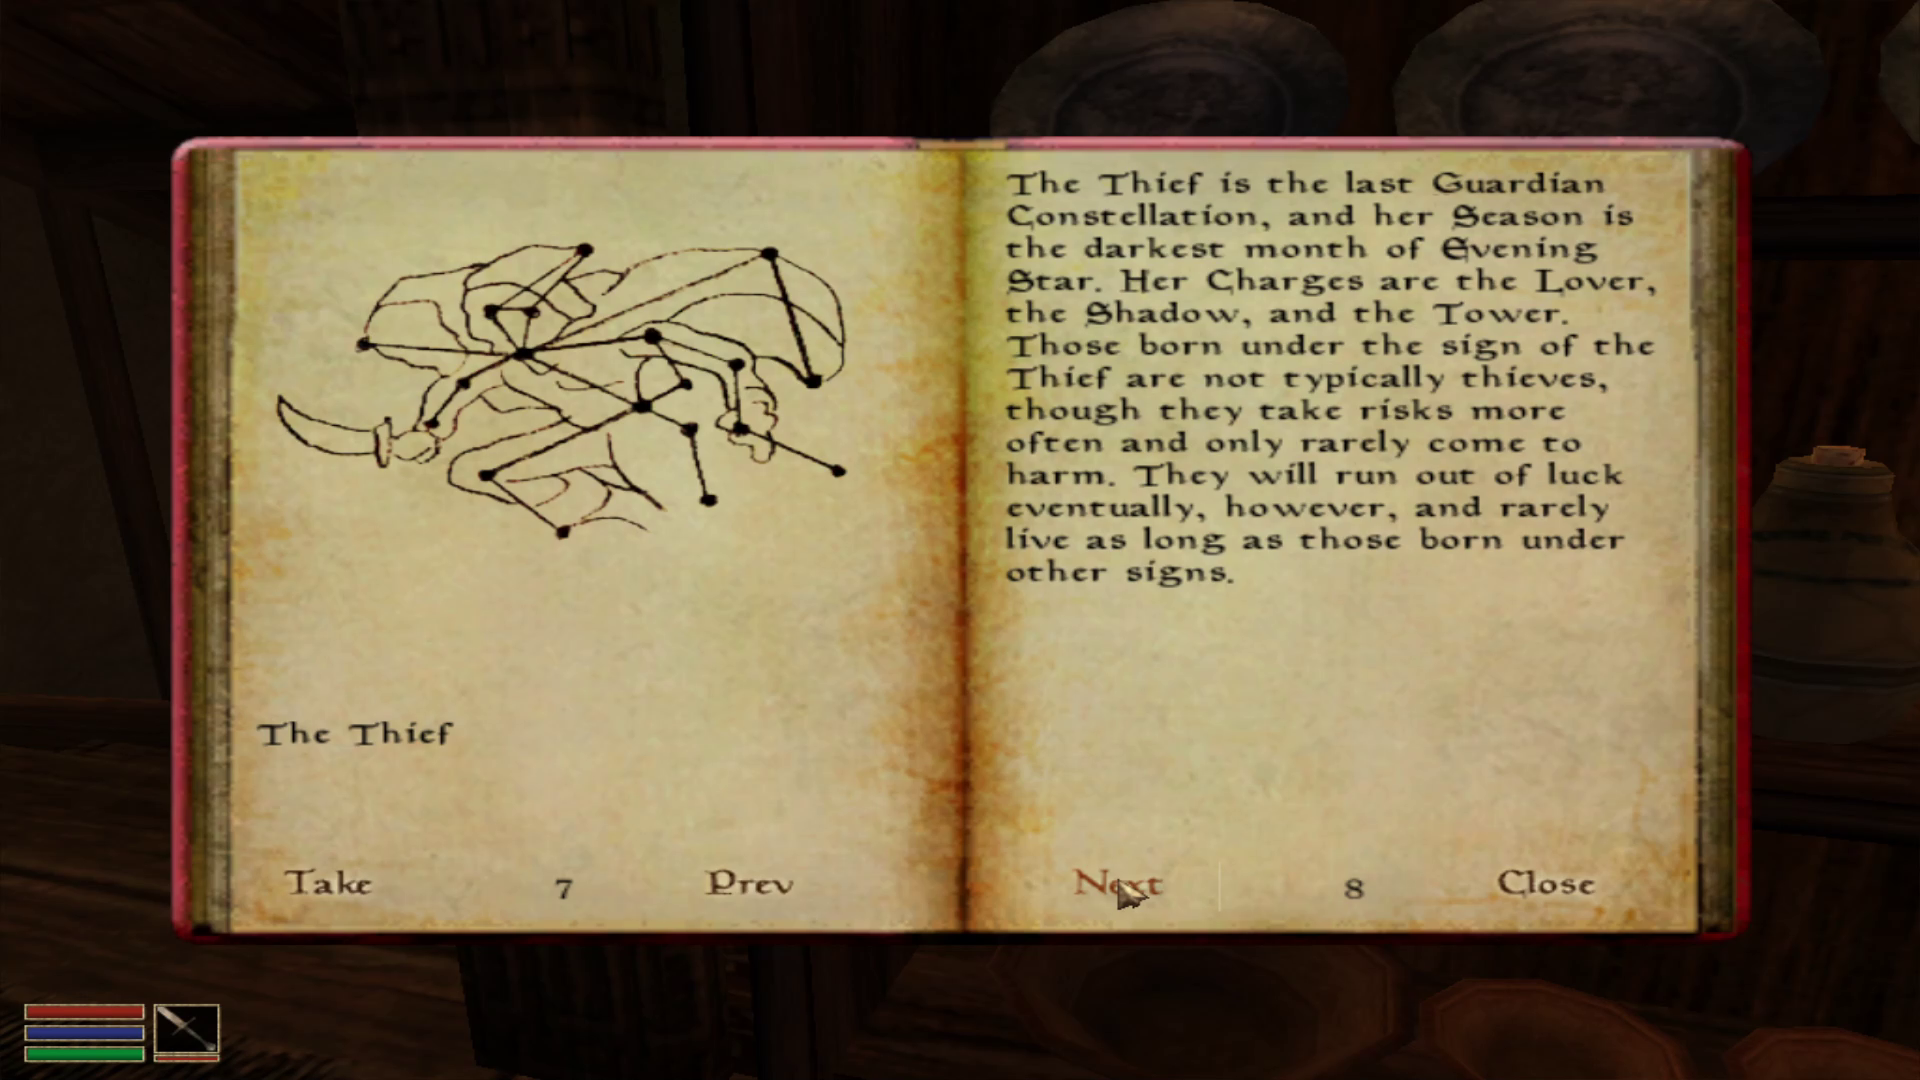 The Thief
The Thief is the last Guardian
Constellation, and her Season is
the darkest month of Evening
Star. Her Charges are the Lover,
the Shadow, and the Tower.
Those born under the sign of the
Thief are not typically thieves,
though they take risks more
often and only rarely come to
harm. They will run out of luck
eventually, however, and rarely
live as long as those born under
other signs.
Take 7 Prev Next 8 Close